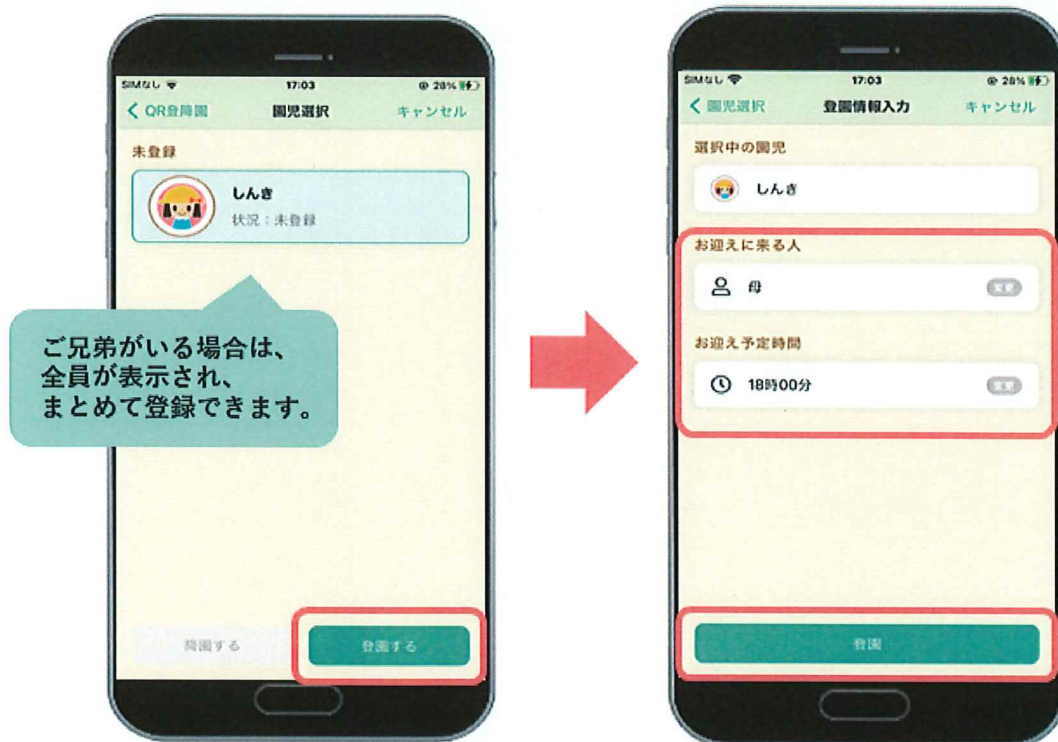 SIMなし
17:03
28%
く QR登降園
園児選択
キャンセル
未登録
しんき
状況：未登録
ご兄弟がいる場合は、
全員が表示され、
まとめて登録できます。
降園する
登園する
SIMなし
17:03
28%
く 園児選択
登園情報入力
キャンセル
選択中の園児
しんき
お迎えに来る人
母
変更
お迎え予定時間
18時00分
変更
登園